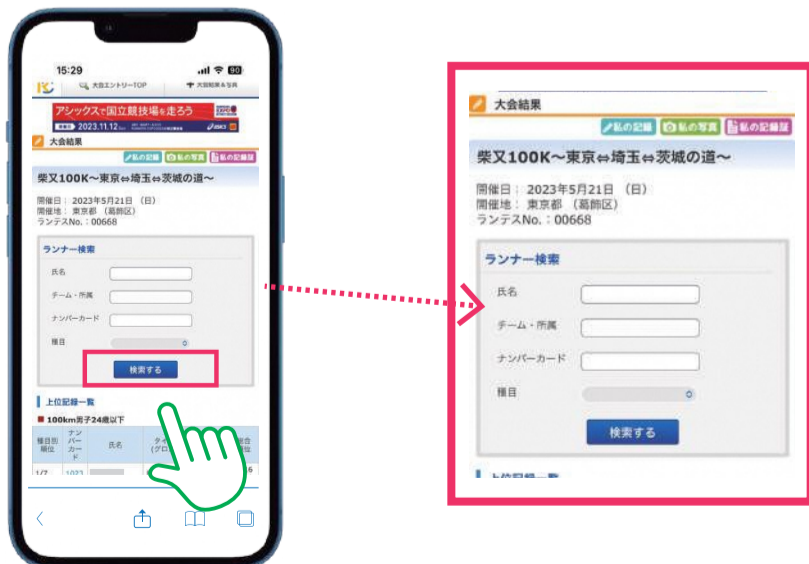 15:29
90
大会エントリーTOP
大会結果&写真
アシックスで国立競技場を走ろう
2023.11.12
asics
大会結果
私の記録 私の写真 私の記録証
柴又100K～東京⇔埼玉⇔茨城の道～
開催日： 2023年5月21日 （日）
開催地： 東京都 （葛飾区）
ランテスNo.：00668
ランナー検索
氏名
チーム・所属
ナンバーカード
種目
検索する
上位記録一覧
100km男子24歳以下
種目別順位
ナンバーカード
氏名
1/7 1023
大会結果
私の記録 私の写真 私の記録証
柴又100K～東京⇔埼玉⇔茨城の道～
開催日： 2023年5月21日 （日）
開催地： 東京都 （葛飾区）
ランテスNo.：00668
ランナー検索
氏名
チーム・所属
ナンバーカード
種目
検索する
上位記録一覧